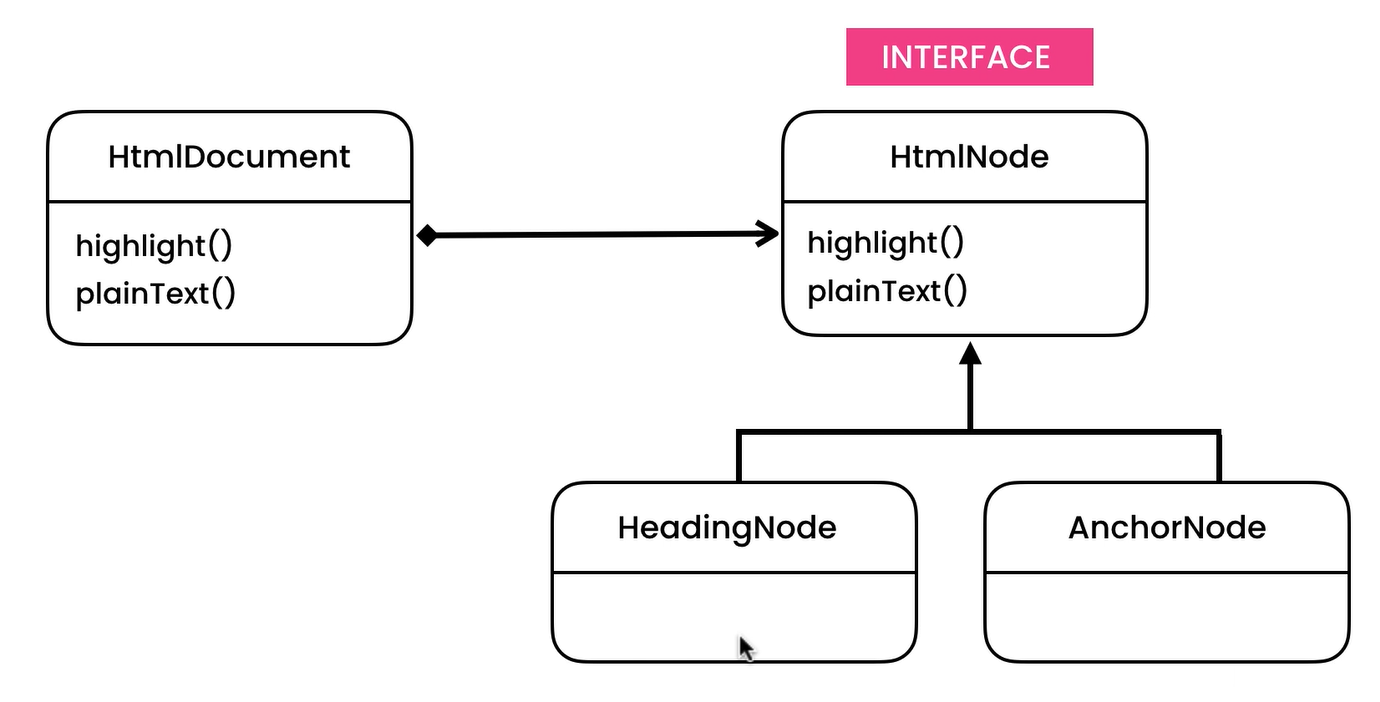 INTERFACE
HtmlDocument
highlight()
plainText()
HtmlNode
highlight()
plainText()
HeadingNode
AnchorNode